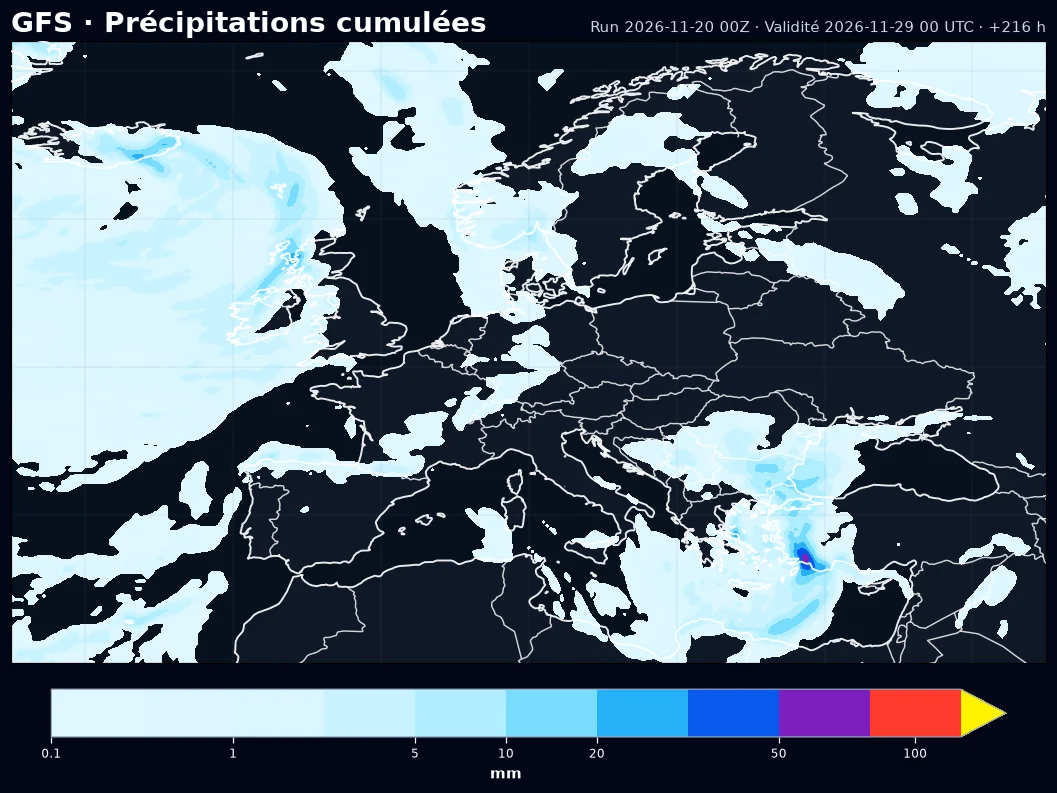 GFS · Précipitations cumulées
Run 2026-11-20 00Z · Validité 2026-11-29 00 UTC · +216 h
0.1 1 5 10 20 50 100
mm